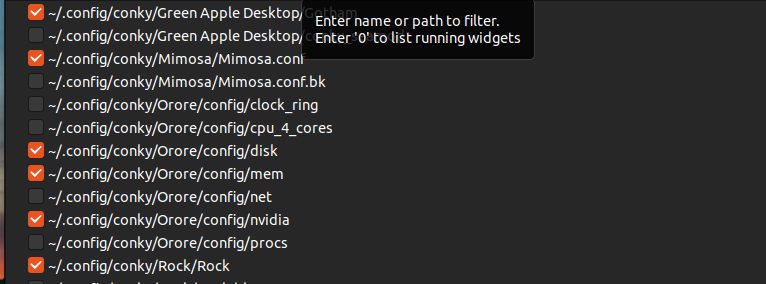 ~/.config/conky/Green Apple Desktop/Gotham
~/.config/conky/Green Apple Desktop/
Enter name or path to filter.
Enter '0' to list running widgets
~/.config/conky/Mimosa/Mimosa.conf
~/.config/conky/Mimosa/Mimosa.conf.bk
~/.config/conky/Orore/config/clock_ring
~/.config/conky/Orore/config/cpu_4_cores
~/.config/conky/Orore/config/disk
~/.config/conky/Orore/config/mem
~/.config/conky/Orore/config/net
~/.config/conky/Orore/config/nvidia
~/.config/conky/Orore/config/procs
~/.config/conky/Rock/Rock